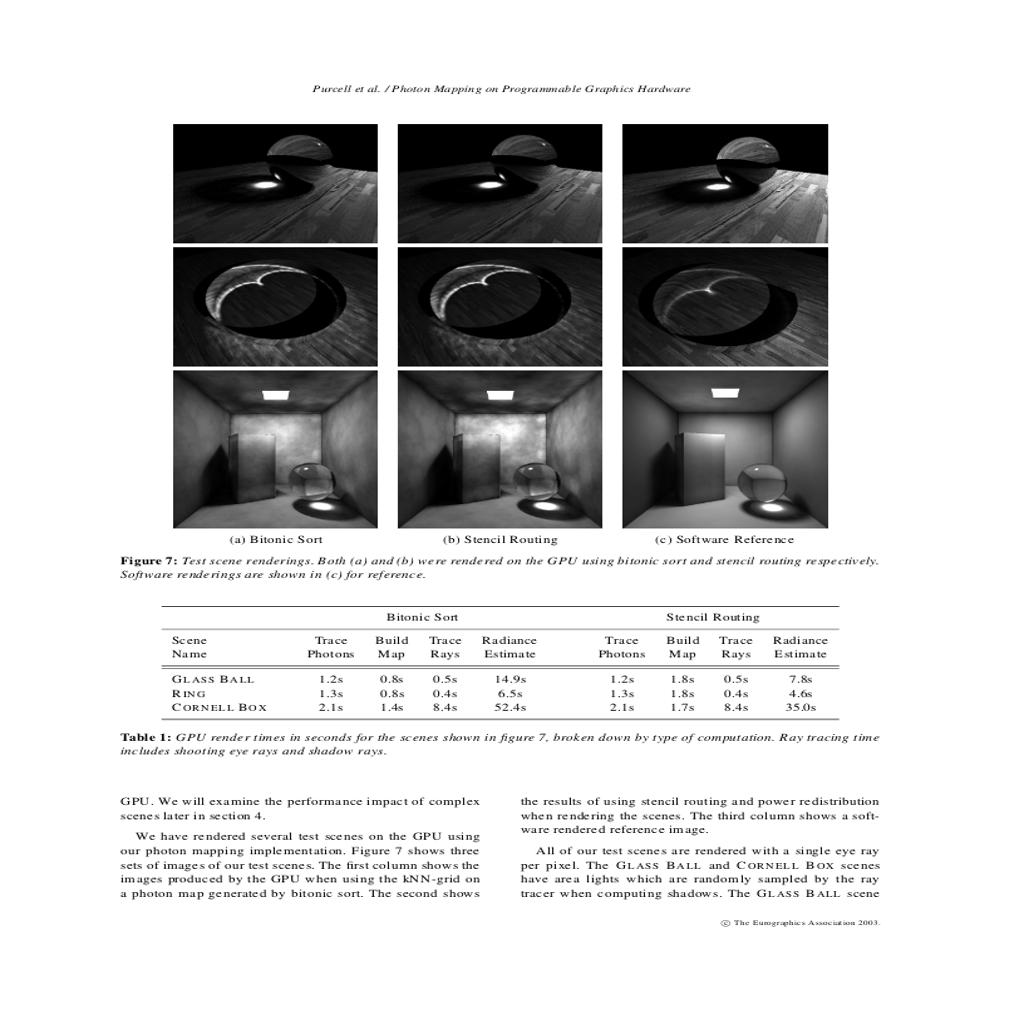 Purcell et al. / Photon Mapping on Programmable Graphics Hardware
(a) Bitonic Sort (b) Stencil Routing (c) Software Reference
Figure 7: Test scene renderings. Both (a) and (b) were rendered on the GPU using bitonic sort and stencil routing respectively.
Software renderings are shown in (c) for reference.
Bitonic Sort Stencil Routing
Scene Trace Build Trace Radiance Trace Build Trace Radiance
Name Photons Map Rays Estimate Photons Map Rays Estimate
GLASS BALL 1.2s 0.8s 0.5s 14.9s 1.2s 1.8s 0.5s 7.8s
RING 1.3s 0.8s 0.4s 6.5s 1.3s 1.8s 0.4s 4.6s
CORNELL BOX 2.1s 1.4s 8.4s 52.4s 2.1s 1.7s 8.4s 35.0s
Table 1: GPU render times in seconds for the scenes shown in figure 7, broken down by type of computation. Ray tracing time
includes shooting eye rays and shadow rays.
GPU. We will examine the performance impact of complex
scenes later in section 4.
We have rendered several test scenes on the GPU using
our photon mapping implementation. Figure 7 shows three
sets of images of our test scenes. The first column shows the
images produced by the GPU when using the kNN-grid on
a photon map generated by bitonic sort. The second shows
the results of using stencil routing and power redistribution
when rendering the scenes. The third column shows a soft-
ware rendered reference image.
All of our test scenes are rendered with a single eye ray
per pixel. The GLASS BALL and CORNELL BOX scenes
have area lights which are randomly sampled by the ray
tracer when computing shadows. The GLASS BALL scene
© The Eurographics Association 2003.